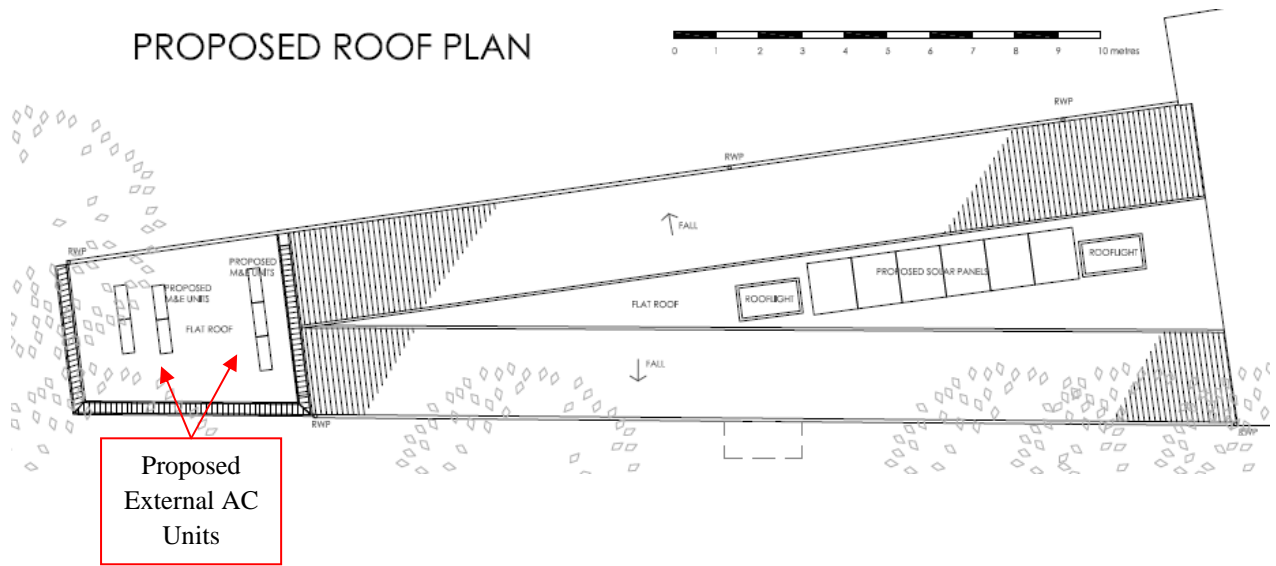 PROPOSED ROOF PLAN
0 1 2 3 4 5 6 7 8 9 10 metres
RWP
RWP
RWP
FALL
PROPOSED
M&E UNITS
PROPOSED
M&E UNITS
FLAT ROOF
FLAT ROOF
ROOFLIGHT
PROPOSED SOLAR PANELS
ROOFLIGHT
FALL
RWP
RWP
Proposed
External AC
Units